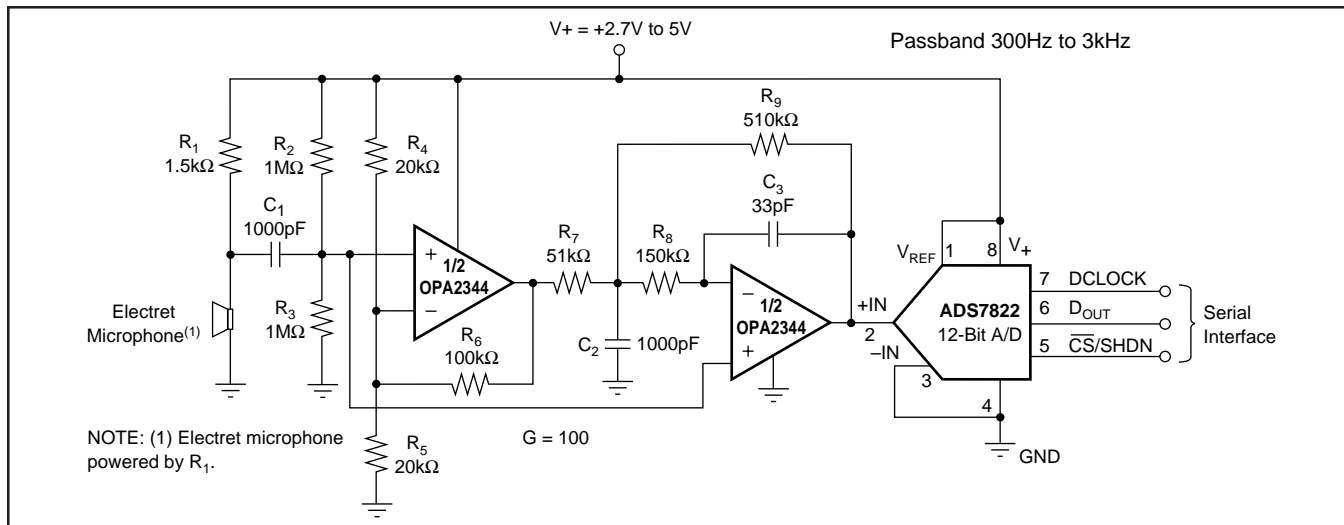 V+ = +2.7V to 5V
Passband 300Hz to 3kHz
R1
1.5kΩ
R2
1MΩ
R4
20kΩ
R9
510kΩ
C3
33pF
C1
1000pF
R7
51kΩ
R8
150kΩ
VREF
1
8
V+
+
1/2
OPA2344
−
−
1/2
OPA2344
+
7 DCLOCK
6 DOUT
5 CS/SHDN
Serial
Interface
+IN
2
−IN
3
ADS7822
12-Bit A/D
4
Electret
Microphone(1)
R3
1MΩ
R6
100kΩ
C2
1000pF
NOTE: (1) Electret microphone
powered by R1.
R5
20kΩ
G = 100
GND